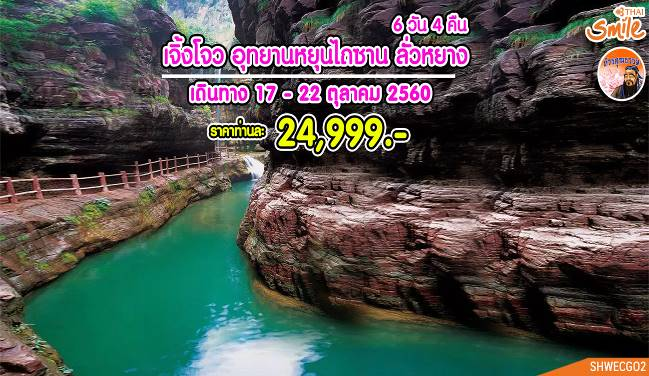 THAI
Smile
6 วัน 4 คืน
เจิ้งโจว อุทยานหยุนไถซาน ลั่วหยาง
เดินทาง 17 - 22 ตุลาคม 2560
ราคาท่านละ 24,999.-
SHWECGO2